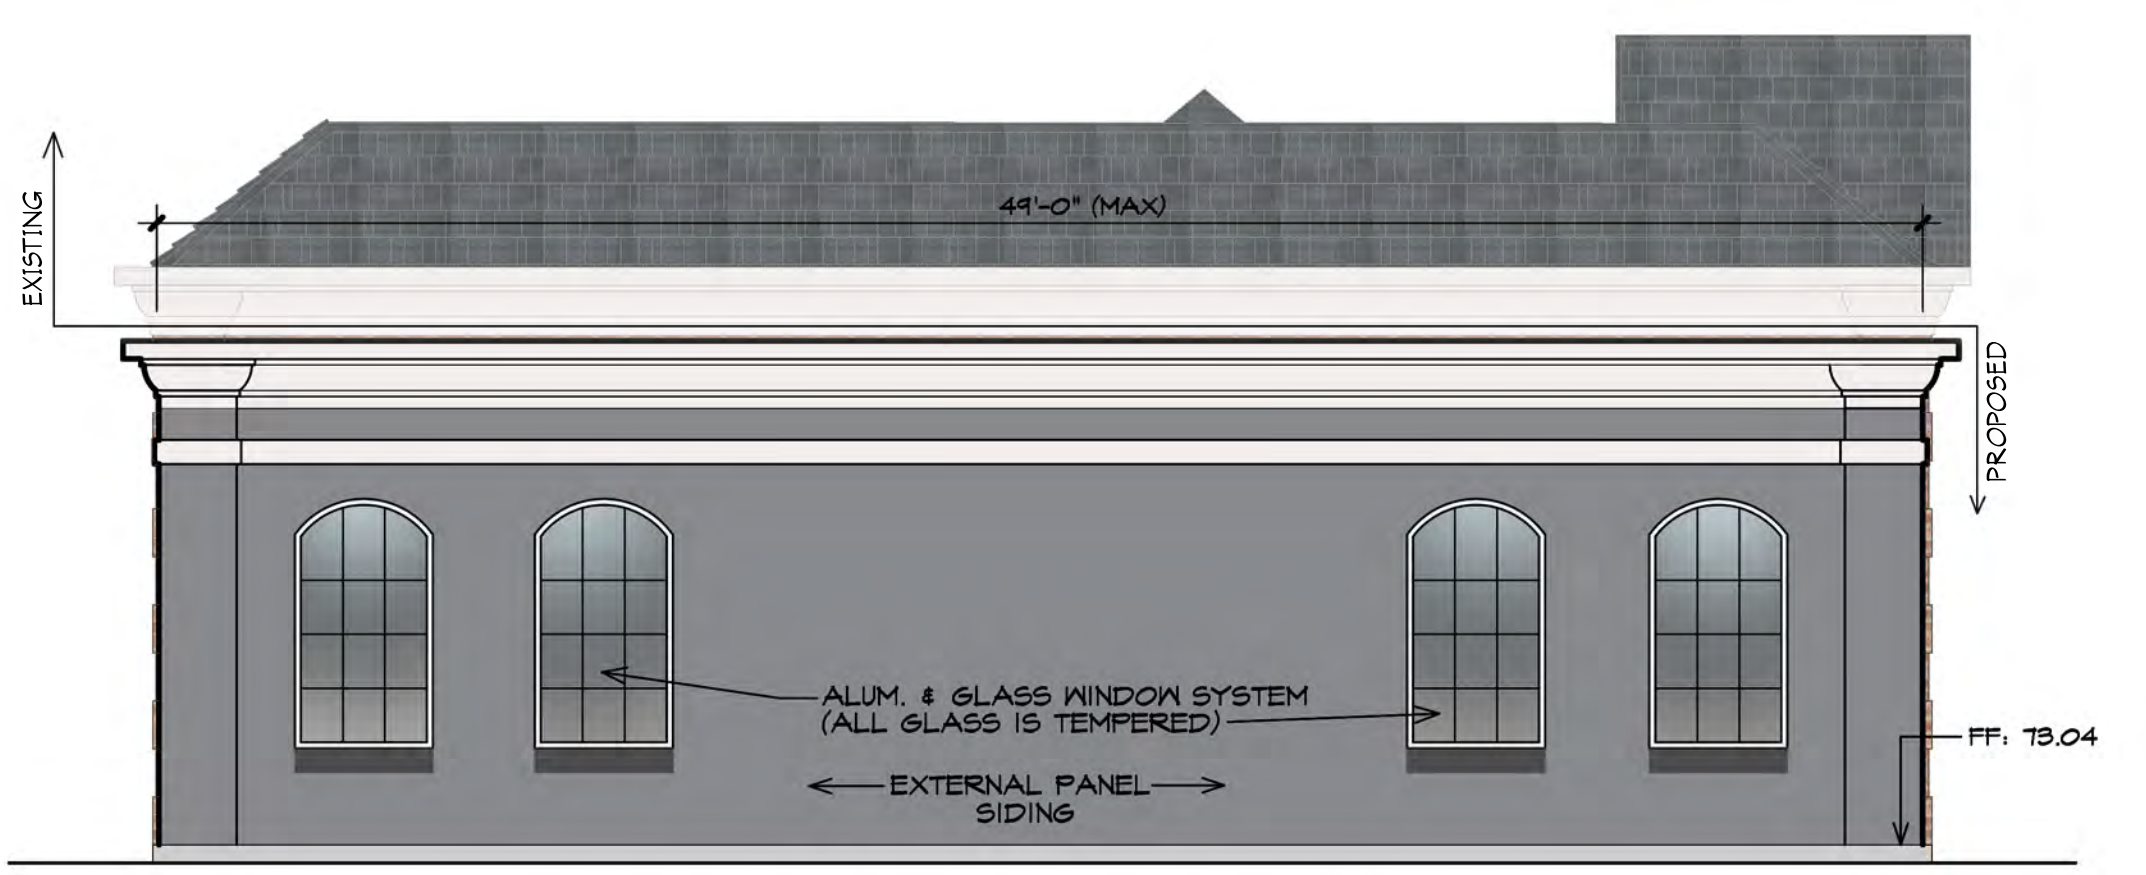 49'-0" (MAX)
EXISTING
PROPOSED
ALUM. & GLASS WINDOW SYSTEM
(ALL GLASS IS TEMPERED)
FF: 73.04
EXTERNAL PANEL
SIDING